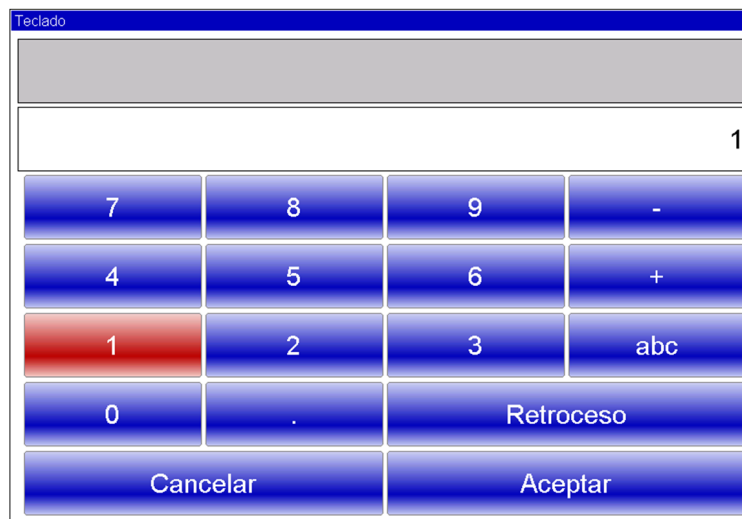 Teclado
1
7 8 9 -
4 5 6 +
1 2 3 abc
0 . Retroceso
Cancelar Aceptar